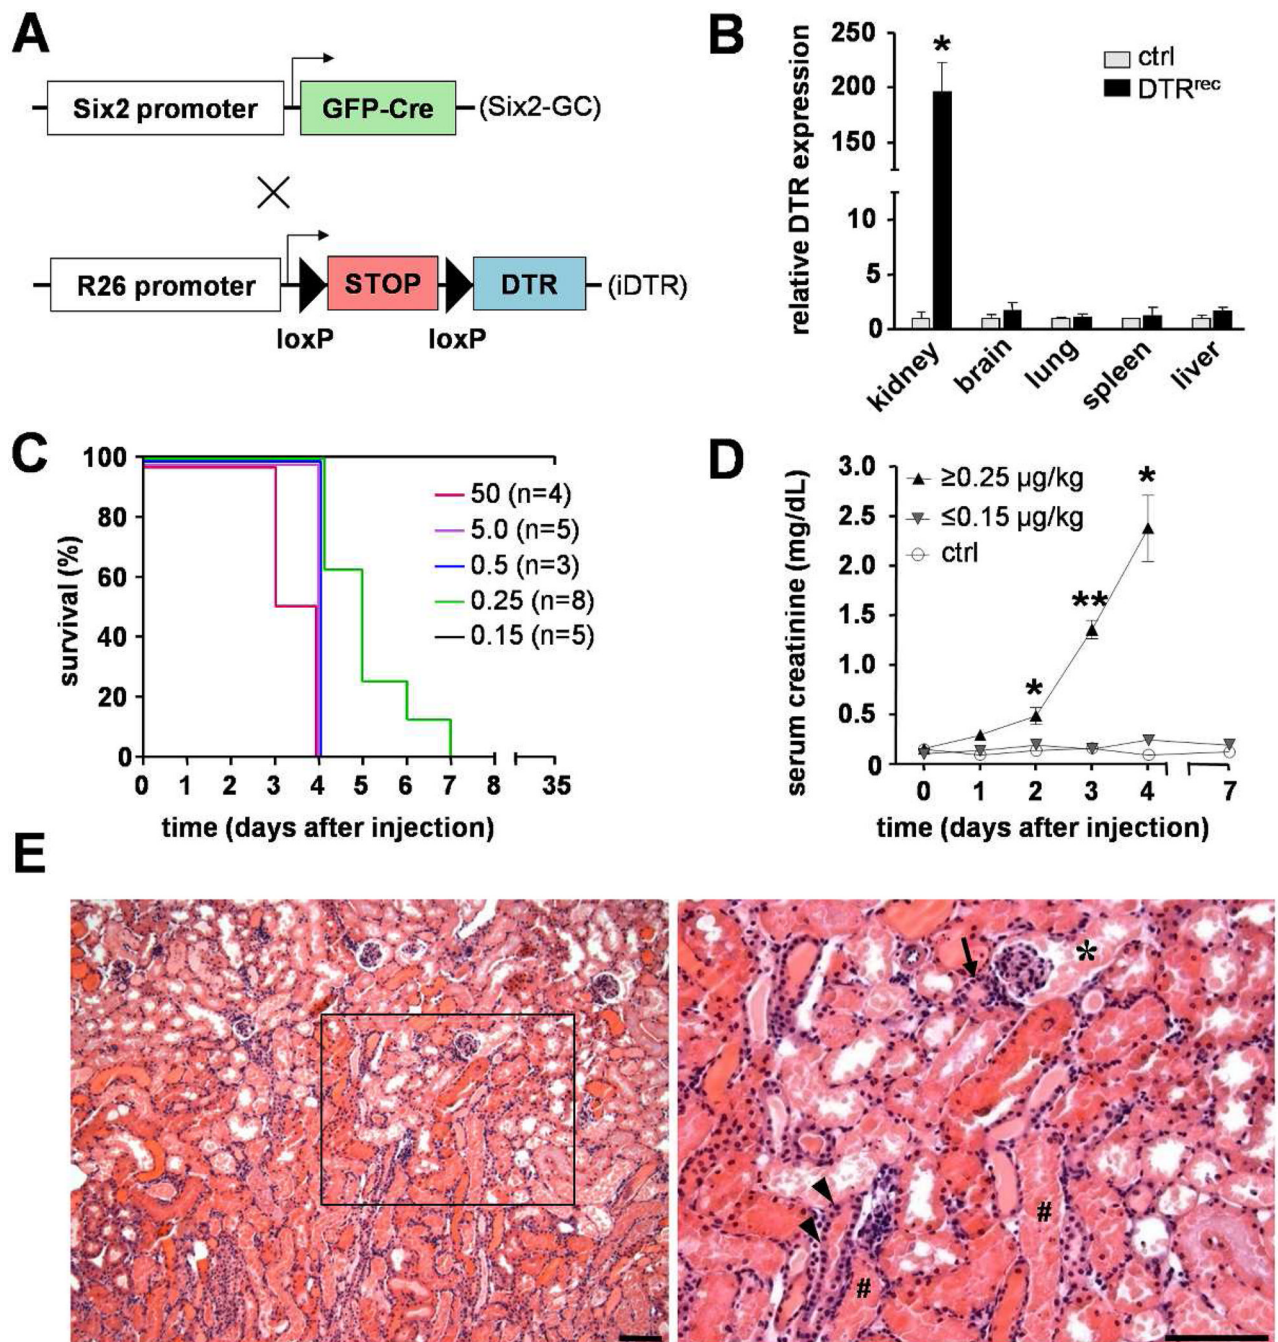 A
Six2 promoter
GFP-Cre
(Six2-GC)
R26 promoter
STOP
DTR
(iDTR)
loxP
loxP
B
relative DTR expression
250
200
150
10
5
0
*
ctrl
DTRrec
kidney
brain
lung
spleen
liver
C
survival (%)
100
80
60
40
20
0
50 (n=4)
5.0 (n=5)
0.5 (n=3)
0.25 (n=8)
0.15 (n=5)
0 1 2 3 4 5 6 7 8 35
time (days after injection)
D
serum creatinine (mg/dL)
3.0
2.5
2.0
1.5
1.0
0.5
0
≥0.25 µg/kg
≤0.15 µg/kg
ctrl
*
**
*
0 1 2 3 4 7
time (days after injection)
E
*
#
#